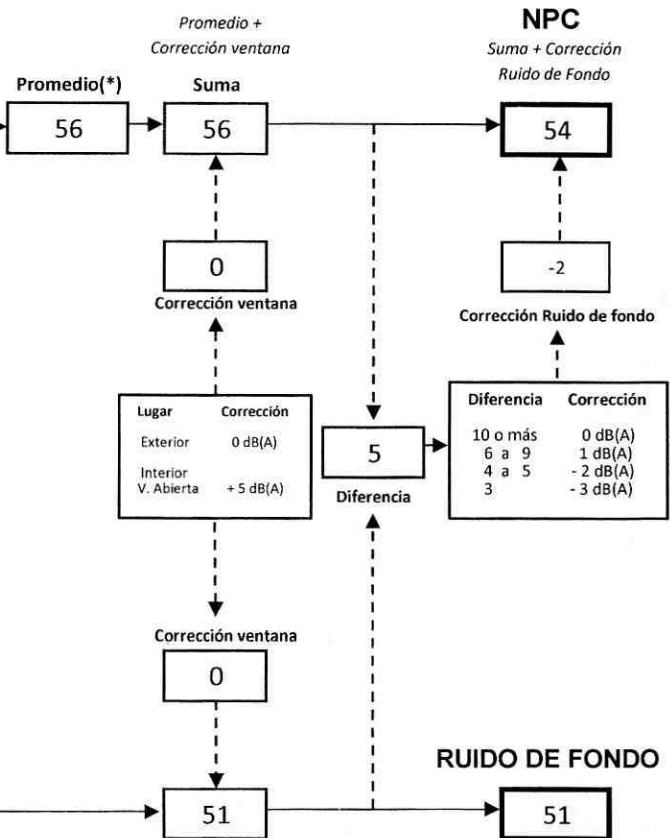 Promedio +
Corrección ventana
NPC
Suma + Corrección
Ruido de Fondo
Promedio(*)
Suma
56
56
54
0
Corrección ventana
-2
Corrección Ruido de fondo
Lugar Corrección
Exterior 0 dB(A)
Interior
V. Abierta + 5 dB(A)
5
Diferencia
Diferencia Corrección
10 o más 0 dB(A)
6 a 9 1 dB(A)
4 a 5 - 2 dB(A)
3 - 3 dB(A)
Corrección ventana
0
RUIDO DE FONDO
51
51